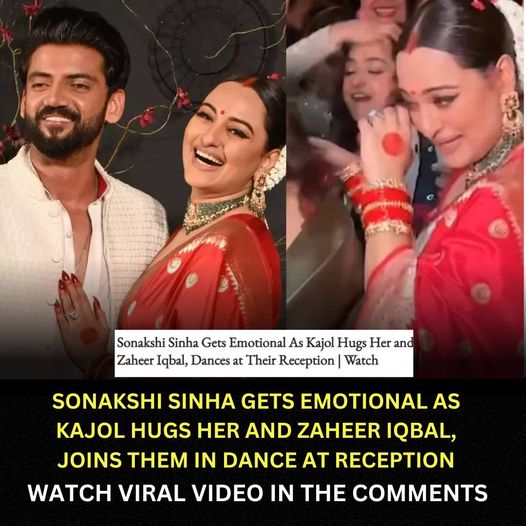 Sonakshi Sinha Gets Emotional As Kajol Hugs Her and
Zaheer Iqbal, Dances at Their Reception | Watch
SONAKSHI SINHA GETS EMOTIONAL AS
KAJOL HUGS HER AND ZAHEER IQBAL,
JOINS THEM IN DANCE AT RECEPTION
WATCH VIRAL VIDEO IN THE COMMENTS